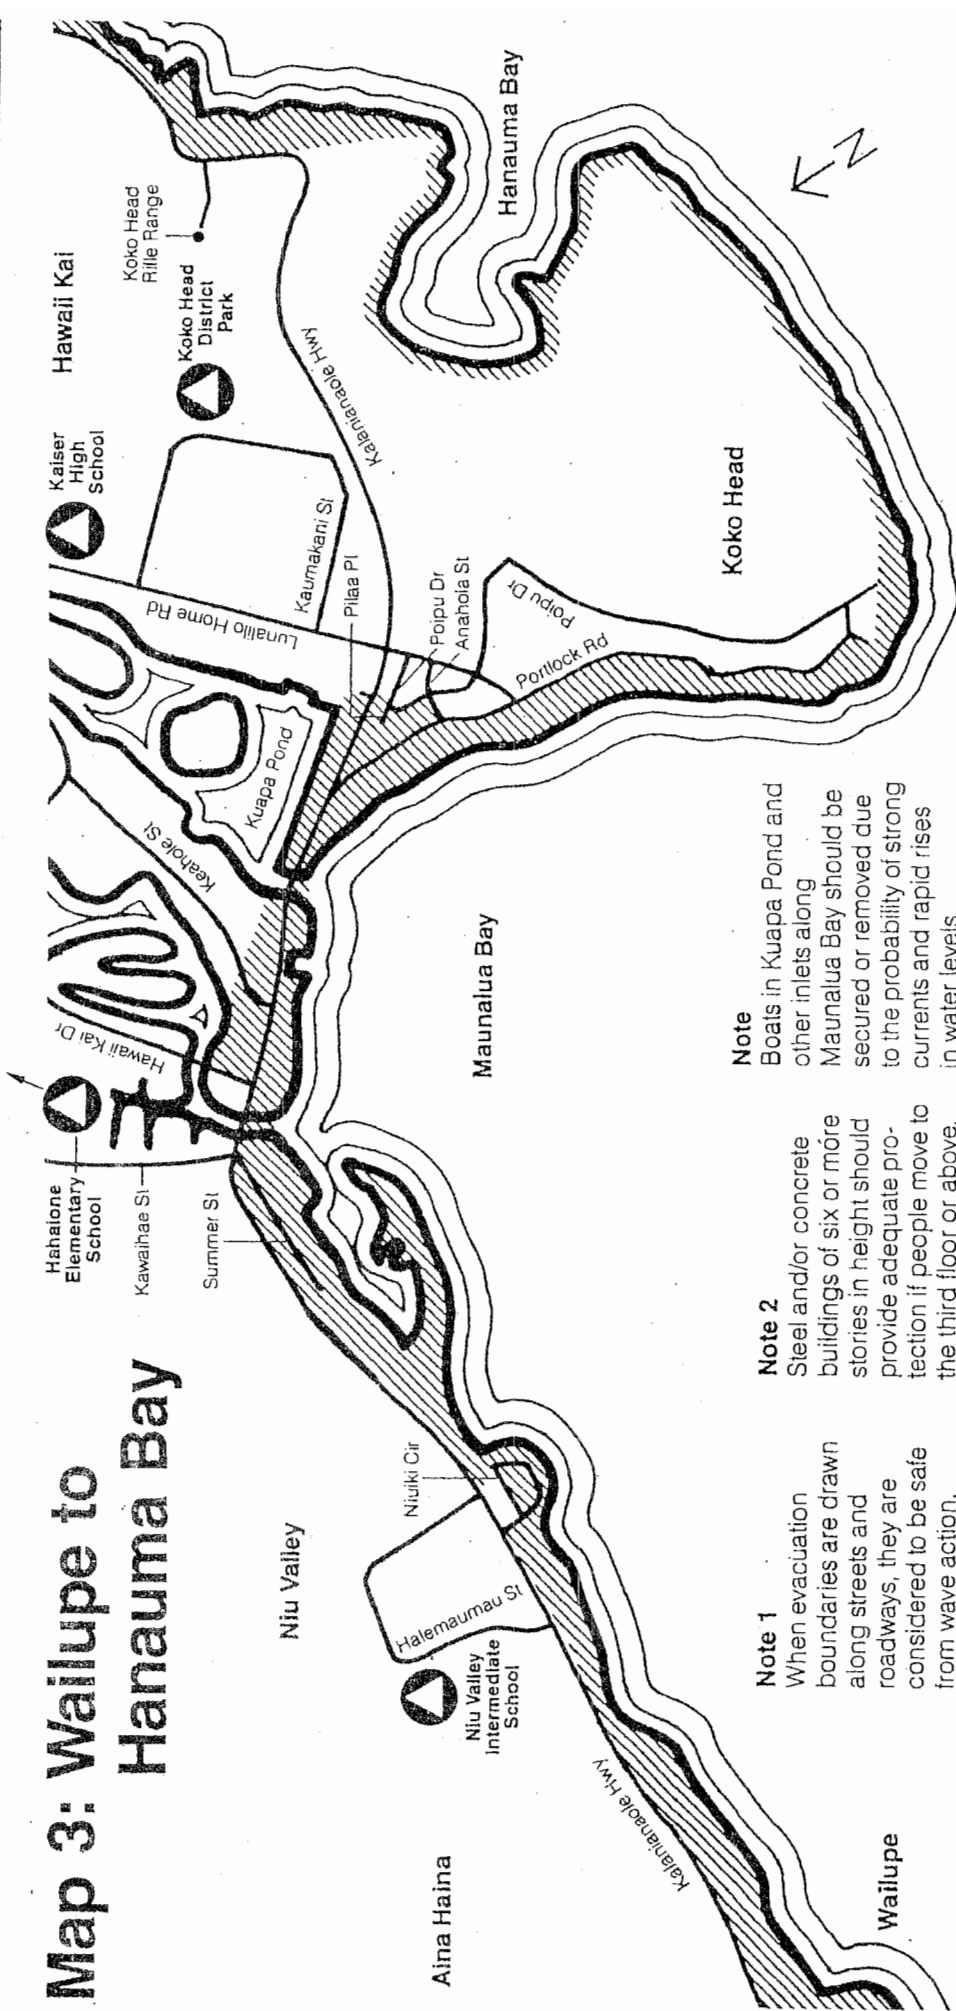 Map 3: Wailupe to
Hanauma Bay
Hahaione
Elementary
School
Kawaihae St
Summer St
Hawaii Kai Dr
Keahole St
Kuapa Pond
Lunalilo Home Rd
Kaiser
High
School
Hawaii Kai
Koko Head
District
Park
Koko Head
Rifle Range
Kaumakani St
Pilaa Pl
Kalanianaole Hwy
Poipu Dr
Anahola St
Poipu Dr
Portlock Rd
Hanauma Bay
Koko Head
N
Maunalua Bay
Niu Valley
Niuiki Cir
Halemaumau St
Niu Valley
Intermediate
School
Kalanianaole Hwy
Aina Haina
Wailupe
Note 1
When evacuation
boundaries are drawn
along streets and
roadways, they are
considered to be safe
from wave action.
Note 2
Steel and/or concrete
buildings of six or more
stories in height should
provide adequate pro-
tection if people move to
the third floor or above.
Note
Boats in Kuapa Pond and
other inlets along
Maunalua Bay should be
secured or removed due
to the probability of strong
currents and rapid rises
in water levels